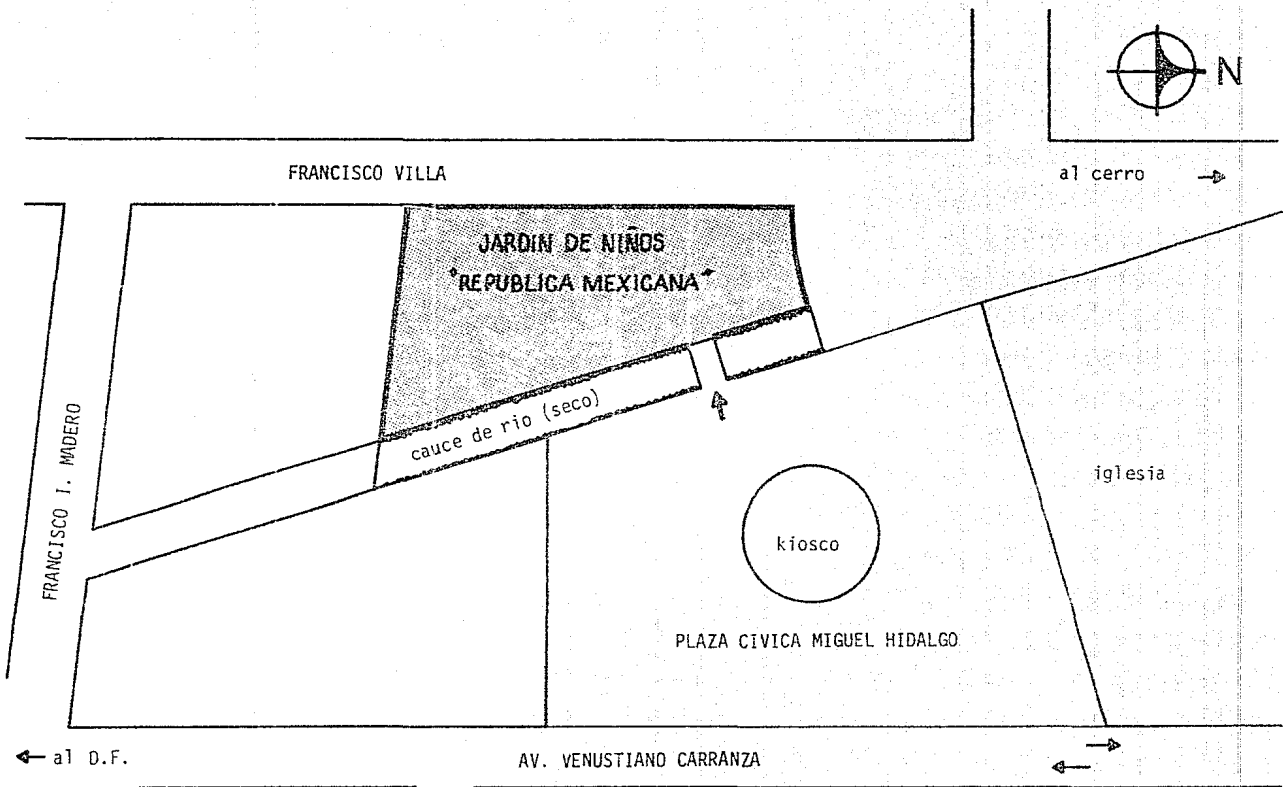 N
FRANCISCO VILLA
al cerro
JARDIN DE NIÑOS
"REPUBLICA MEXICANA"
cauce de rio (seco)
FRANCISCO I. MADERO
iglesia
kiosco
PLAZA CIVICA MIGUEL HIDALGO
al D.F.
AV. VENUSTIANO CARRANZA